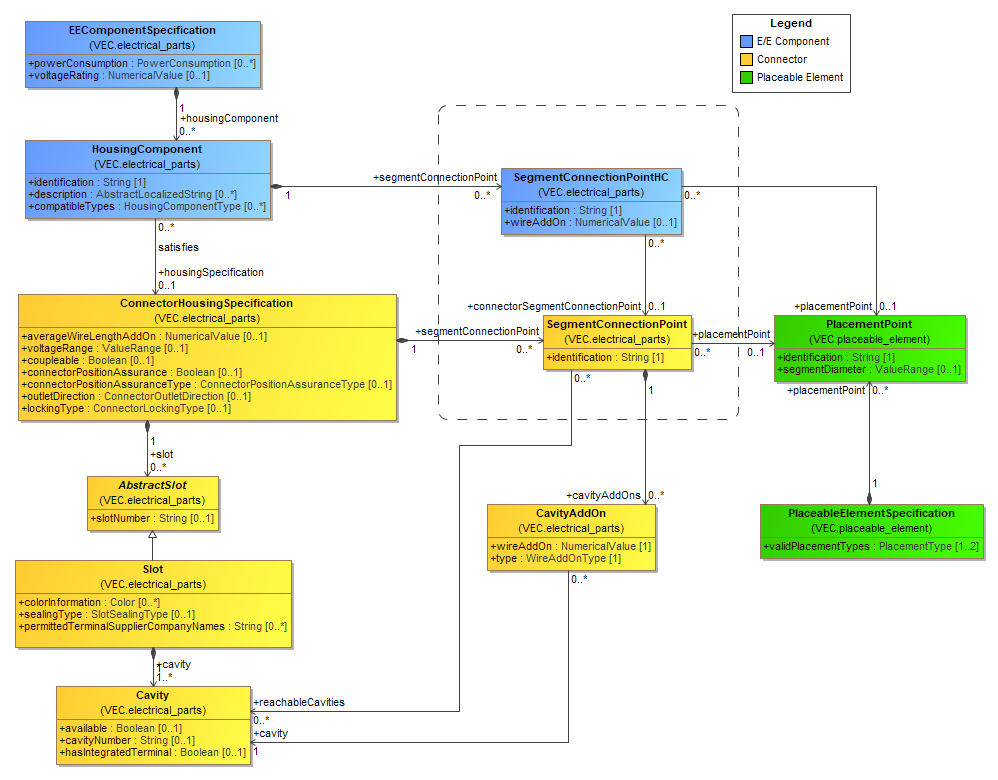 Legend
E/E Component
Connector
Placeable Element
EEComponentSpecification
(VEC.electrical_parts)
+powerConsumption : PowerConsumption [0..*]
+voltageRating : NumericalValue [0..1]
1
+housingComponent
0..*
HousingComponent
(VEC.electrical_parts)
+identification : String [1]
+description : AbstractLocalizedString [0..*]
+compatibleTypes : HousingComponentType [0..*]
1
+segmentConnectionPoint
0..*
SegmentConnectionPointHC
(VEC.electrical_parts)
+identification : String [1]
+wireAddOn : NumericalValue [0..1]
0..*
0..*
0..*
satisfies
+housingSpecification
0..1
+connectorSegmentConnectionPoint
0..1
+placementPoint
0..1
ConnectorHousingSpecification
(VEC.electrical_parts)
+averageWireLengthAddOn : NumericalValue [0..1]
+voltageRange : ValueRange [0..1]
+coupleable : Boolean [0..1]
+connectorPositionAssurance : Boolean [0..1]
+connectorPositionAssuranceType : ConnectorPositionAssuranceType [0..1]
+outletDirection : ConnectorOutletDirection [0..1]
+lockingType : ConnectorLockingType [0..1]
+segmentConnectionPoint
1
0..*
SegmentConnectionPoint
(VEC.electrical_parts)
+identification : String [1]
+placementPoint
0..*
0..1
PlacementPoint
(VEC.placeable_element)
+identification : String [1]
+segmentDiameter : ValueRange [0..1]
0..*
1
+placementPoint
0..*
1
+slot
0..*
AbstractSlot
(VEC.electrical_parts)
+slotNumber : String [0..1]
+cavityAddOns
0..*
1
CavityAddOn
(VEC.electrical_parts)
+wireAddOn : NumericalValue [1]
+type : WireAddOnType [1]
0..*
PlaceableElementSpecification
(VEC.placeable_element)
+validPlacementTypes : PlacementType [1..2]
Slot
(VEC.electrical_parts)
+colorInformation : Color [0..*]
+sealingType : SlotSealingType [0..1]
+permittedTerminalSupplierCompanyNames : String [0..*]
1
+cavity
1..*
Cavity
(VEC.electrical_parts)
+available : Boolean [0..1]
+cavityNumber : String [0..1]
+hasIntegratedTerminal : Boolean [0..1]
+reachableCavities
0..*
+cavity
1